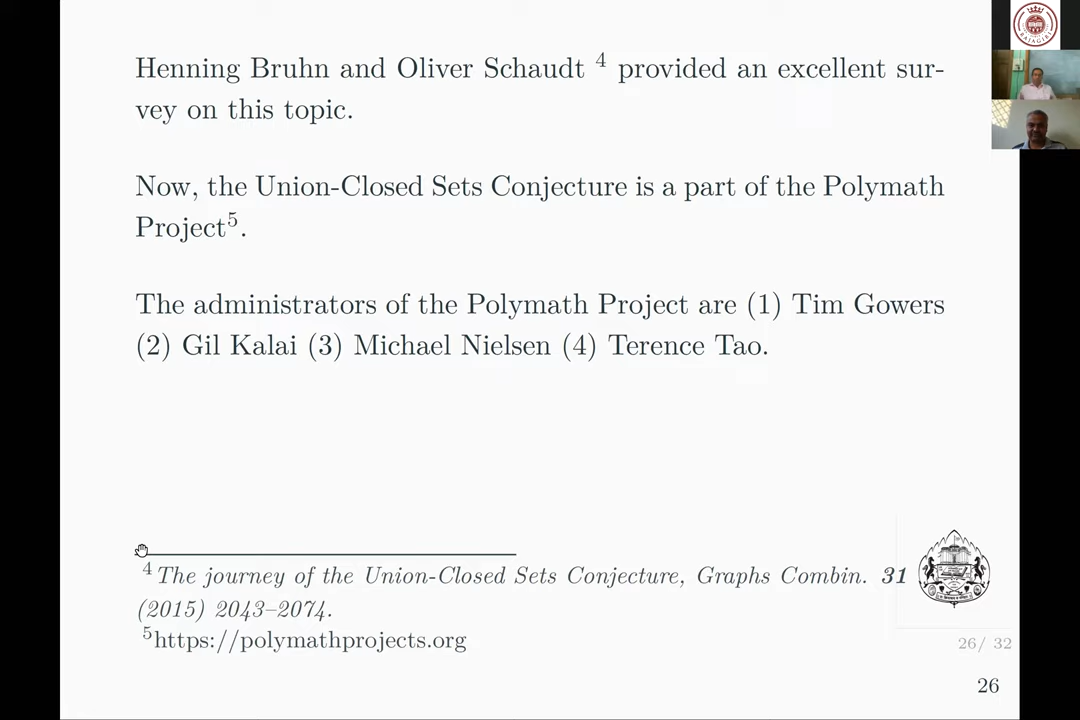 Henning Bruhn and Oliver Schaudt 4 provided an excellent sur-
vey on this topic.
Now, the Union-Closed Sets Conjecture is a part of the Polymath
Project5.
The administrators of the Polymath Project are (1) Tim Gowers
(2) Gil Kalai (3) Michael Nielsen (4) Terence Tao.
4 The journey of the Union-Closed Sets Conjecture, Graphs Combin. 31
(2015) 2043–2074.
5https://polymathprojects.org
26/ 32
26
RAJAGIRI